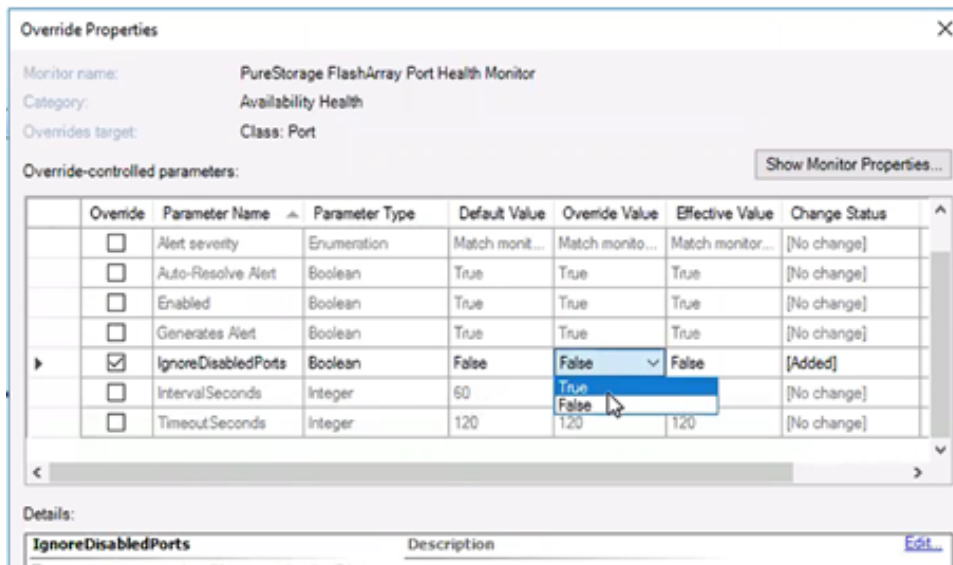 Override Properties
Monitor name: PureStorage FlashArray Port Health Monitor
Category: Availability Health
Overrides target: Class: Port
Override-controlled parameters: Show Monitor Properties...
Override Parameter Name Parameter Type Default Value Override Value Effective Value Change Status
Alert severity Enumeration Match monit... Match monito... Match monitor... [No change]
Auto-Resolve Alert Boolean True True True [No change]
Enabled Boolean True True True [No change]
Generates Alert Boolean True True True [No change]
IgnoreDisabledPorts Boolean False False False [Added]
IntervalSeconds Integer 60 True [No change]
False
TimeoutSeconds Integer 120 120 120 [No change]
Details:
IgnoreDisabledPorts Description Edit...